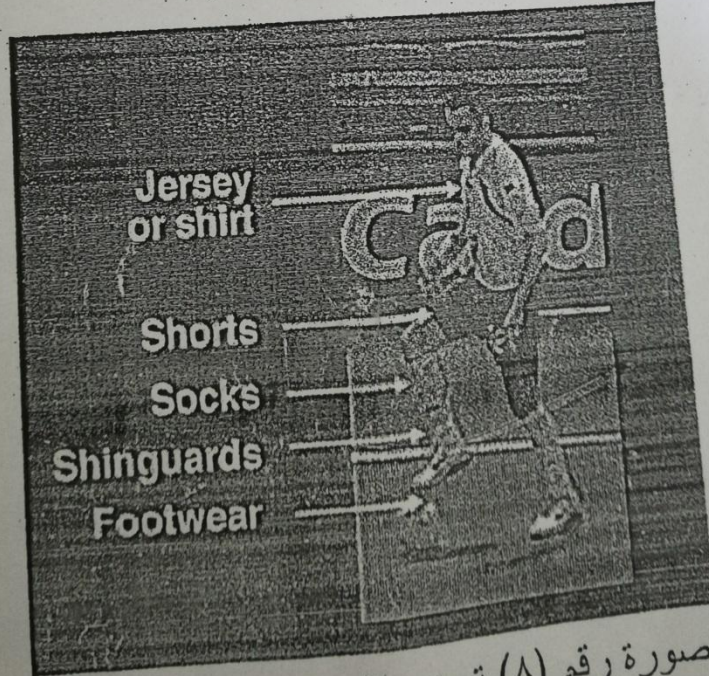 Jersey
or shirt
Shorts
Socks
Shinguards
Footwear
صورة رقم (٨)